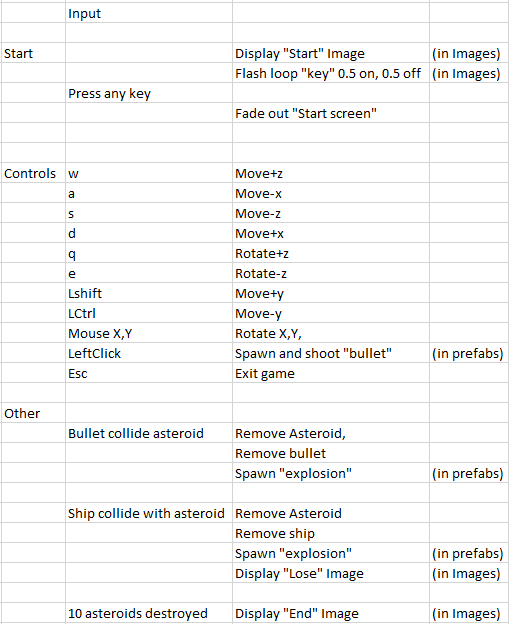 Input
Start Display "Start" Image (in Images)
Flash loop "key" 0.5 on, 0.5 off (in Images)
Press any key
Fade out "Start screen"
Controls w Move+z
a Move-x
s Move-z
d Move+x
q Rotate+z
e Rotate-z
Lshift Move+y
LCtrl Move-y
Mouse X,Y Rotate X,Y,
LeftClick Spawn and shoot "bullet" (in prefabs)
Esc Exit game
Other
Bullet collide asteroid Remove Asteroid,
Remove bullet
Spawn "explosion" (in prefabs)
Ship collide with asteroid Remove Asteroid
Remove ship
Spawn "explosion" (in prefabs)
Display "Lose" Image (in Images)
10 asteroids destroyed Display "End" Image (in Images)